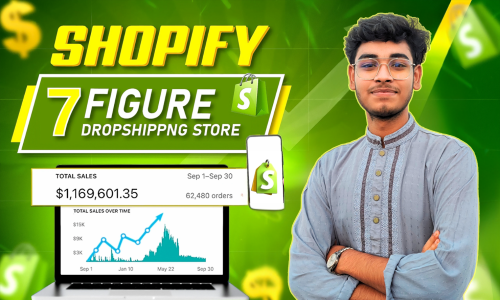 SHOPIFY
7 FIGURE
DROPSHIPPNG STORE
S
TOTAL SALES
Sep 1–Sep 30
$1,169,601.35
62,480 orders
TOTAL SALES OVER TIME
$15K
$9K
$3K
Sep 1
Jan 10
May 22
Sep 30